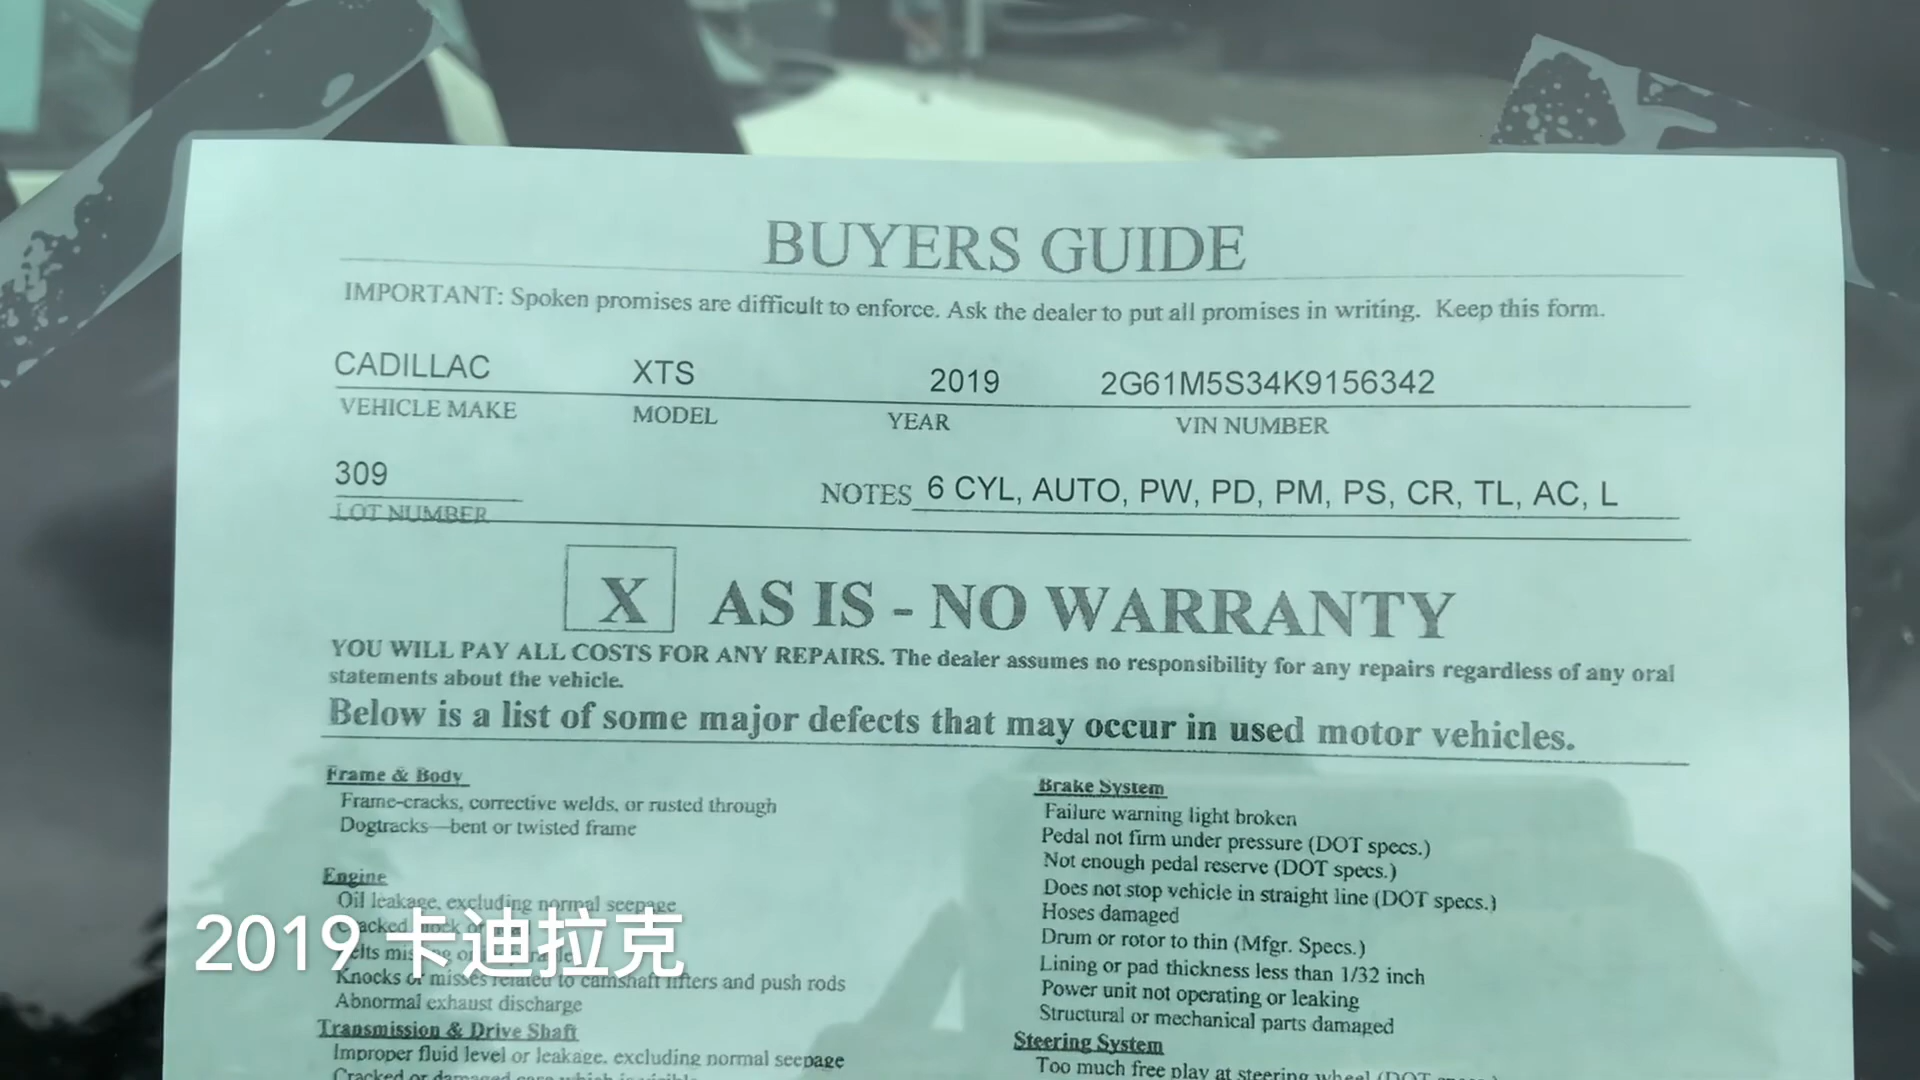 BUYERS GUIDE
IMPORTANT: Spoken promises are difficult to enforce. Ask the dealer to put all promises in writing. Keep this form.
CADILLAC XTS 2019 2G61M5S34K9156342
VEHICLE MAKE MODEL YEAR VIN NUMBER
309 NOTES 6 CYL, AUTO, PW, PD, PM, PS, CR, TL, AC, L
LOT NUMBER
X AS IS - NO WARRANTY
YOU WILL PAY ALL COSTS FOR ANY REPAIRS. The dealer assumes no responsibility for any repairs regardless of any oral
statements about the vehicle.
Below is a list of some major defects that may occur in used motor vehicles.
Frame & Body
Frame-cracks, corrective welds, or rusted through
Dogtracks—bent or twisted frame
Engine
Oil leakage, excluding normal seepage
Knocks or misses related to camshaft lifters and push rods
Abnormal exhaust discharge
Transmission & Drive Shaft
Improper fluid level or leakage, excluding normal seepage
Cracked or damaged case which is visible
Brake System
Failure warning light broken
Pedal not firm under pressure (DOT specs.)
Not enough pedal reserve (DOT specs.)
Does not stop vehicle in straight line (DOT specs.)
Hoses damaged
Drum or rotor to thin (Mfgr. Specs.)
Lining or pad thickness less than 1/32 inch
Power unit not operating or leaking
Structural or mechanical parts damaged
Steering System
Too much free play at steering wheel (DOT specs.)
2019 卡迪拉克